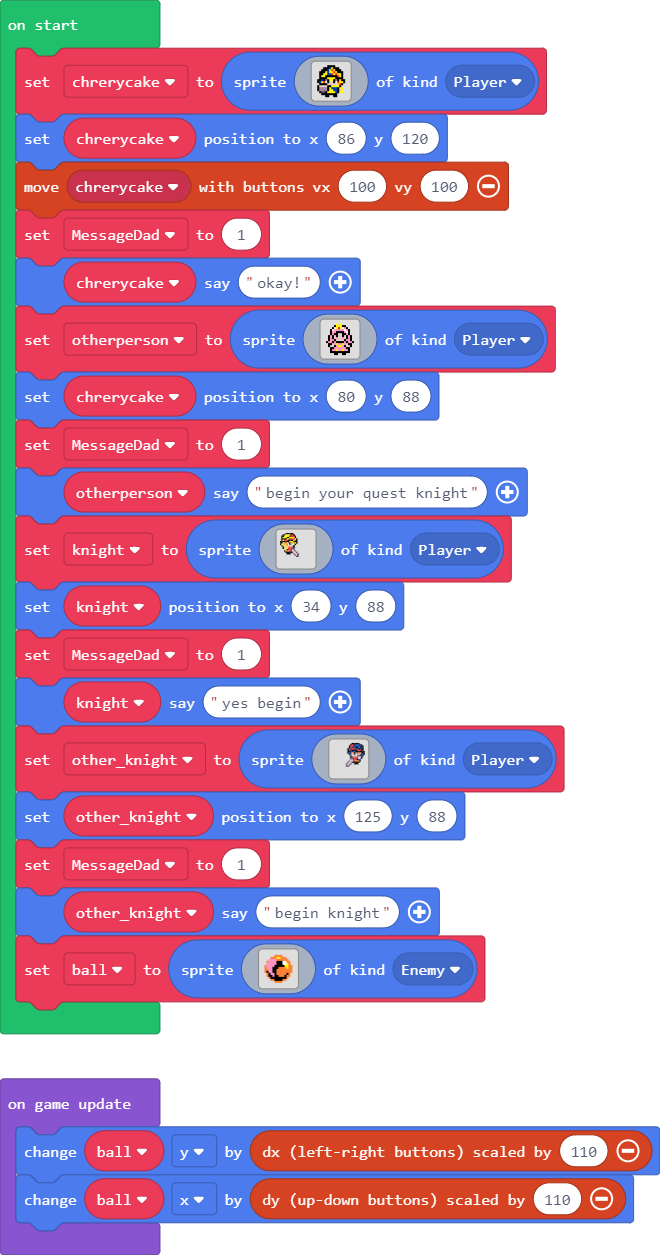 on start
set chrerycake to sprite of kind Player
set chrerycake position to x 86 y 120
move chrerycake with buttons vx 100 vy 100
set MessageDad to 1
chrerycake say "okay!"
set otherperson to sprite of kind Player
set chrerycake position to x 80 y 88
set MessageDad to 1
otherperson say "begin your quest knight"
set knight to sprite of kind Player
set knight position to x 34 y 88
set MessageDad to 1
knight say "yes begin"
set other_knight to sprite of kind Player
set other_knight position to x 125 y 88
set MessageDad to 1
other_knight say "begin knight"
set ball to sprite of kind Enemy
on game update
change ball y by dx (left-right buttons) scaled by 110
change ball x by dy (up-down buttons) scaled by 110